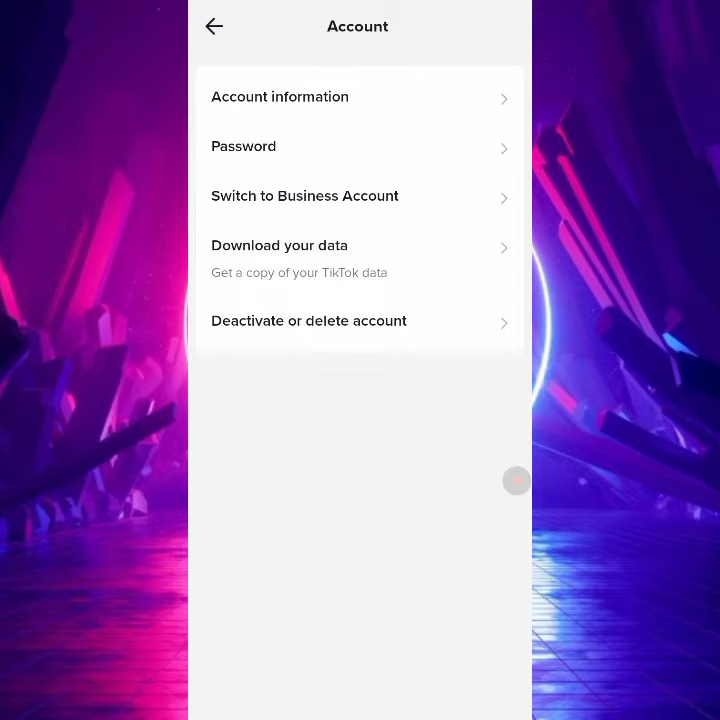 Account
Account information
Password
Switch to Business Account
Download your data
Get a copy of your TikTok data
Deactivate or delete account